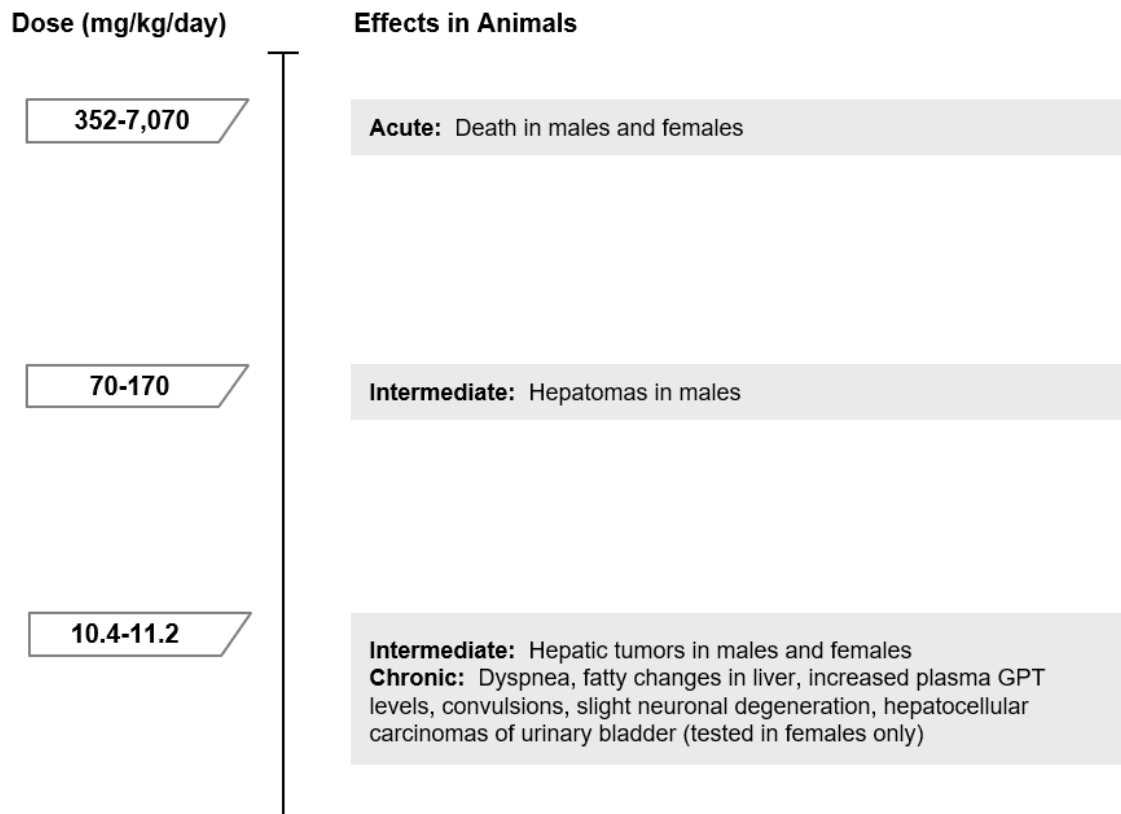 Dose (mg/kg/day) Effects in Animals
352-7,070
Acute: Death in males and females
70-170
Intermediate: Hepatomas in males
10.4-11.2
Intermediate: Hepatic tumors in males and females
Chronic: Dyspnea, fatty changes in liver, increased plasma GPT
levels, convulsions, slight neuronal degeneration, hepatocellular
carcinomas of urinary bladder (tested in females only)